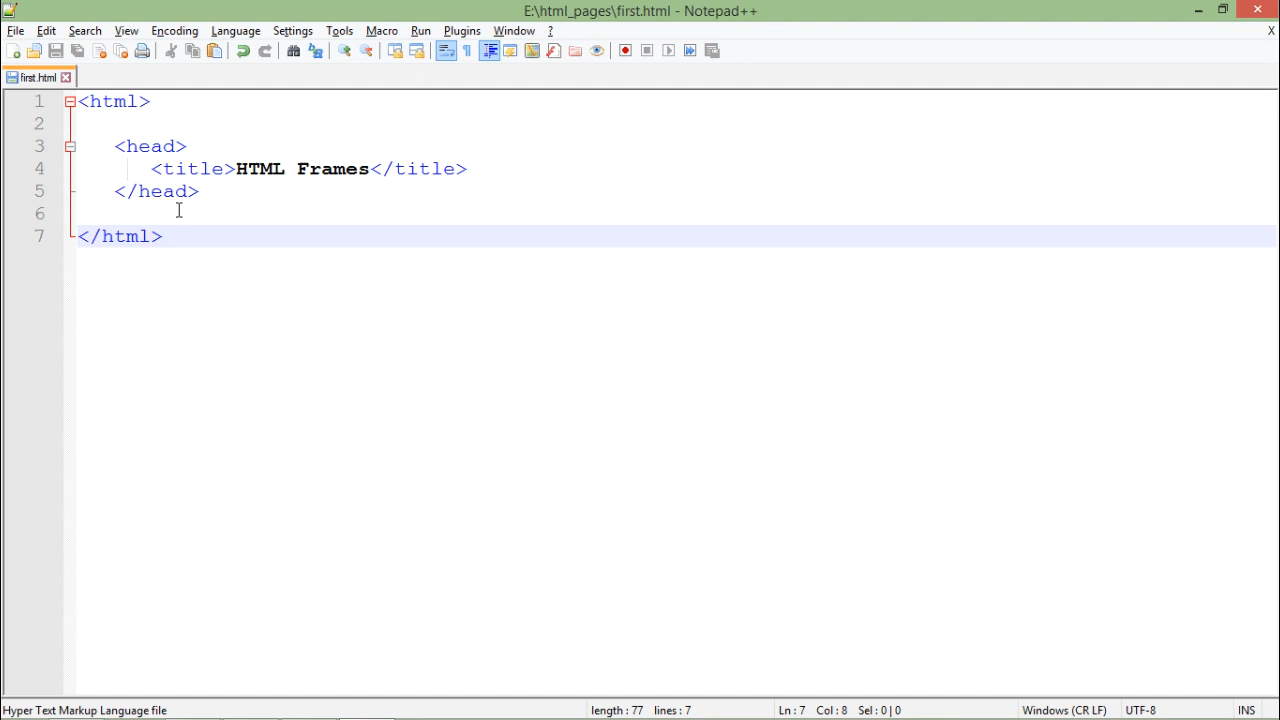 E:\html_pages\first.html - Notepad++
File Edit Search View Encoding Language Settings Tools Macro Run Plugins Window ? X
first.html
1 <html>
2
3 <head>
4 <title>HTML Frames</title>
5 </head>
6
7 </html>
Hyper Text Markup Language file length : 77 lines : 7 Ln : 7 Col : 8 Sel : 0 | 0 Windows (CR LF) UTF-8 INS